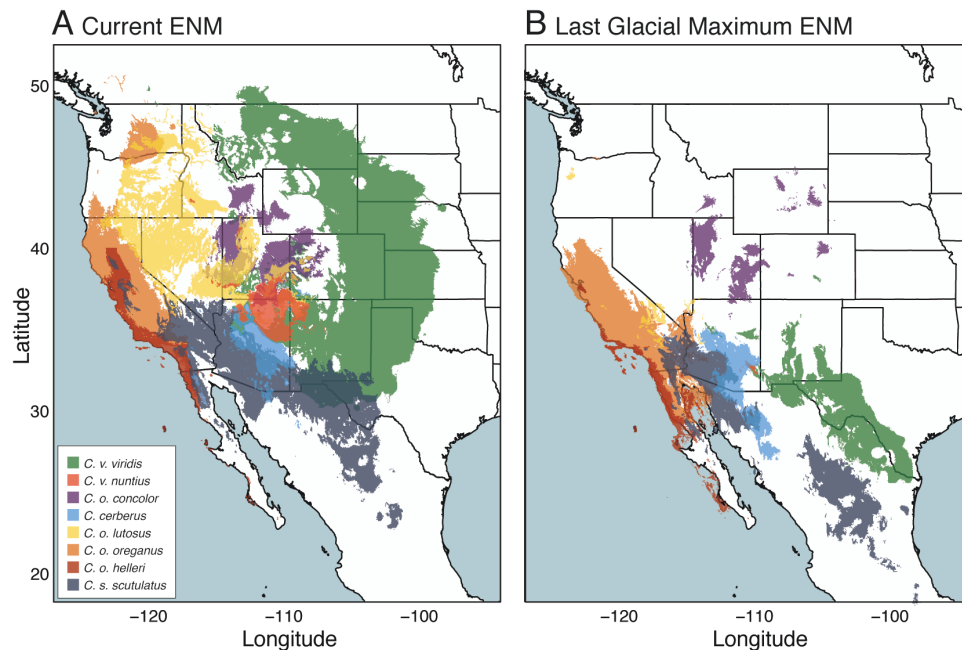 A Current ENM
B Last Glacial Maximum ENM
Latitude
50
40
30
20
C. v. viridis
C. v. nuntius
C. o. concolor
C. cerberus
C. o. lutosus
C. o. oreganus
C. o. helleri
C. s. scutulatus
−120
−110
−100
−120
−110
−100
Longitude
Longitude